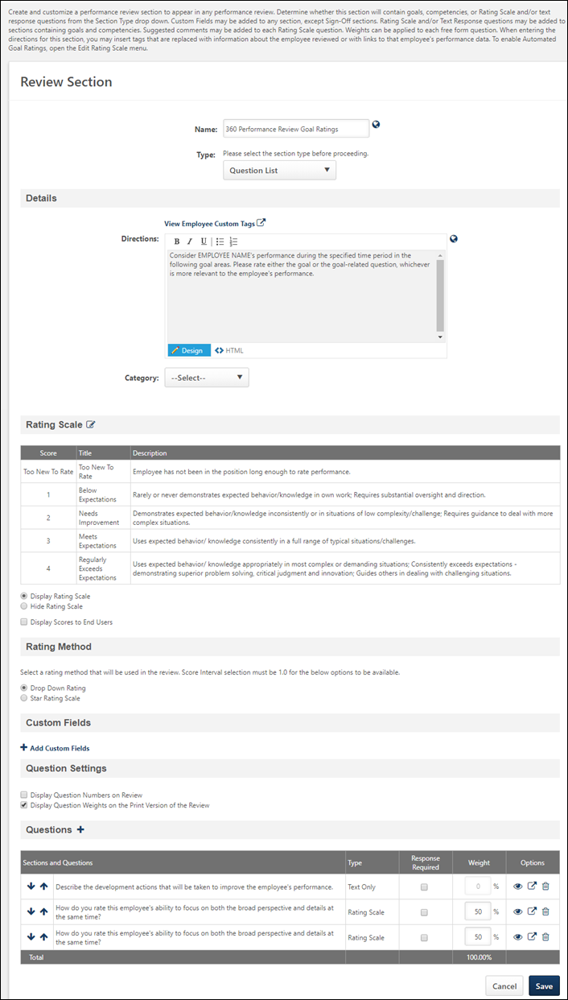 Create and customize a performance review section to appear in any performance review. Determine whether this section will contain goals, competencies, or Rating Scale and/or text
response questions from the Section Type drop down. Custom Fields may be added to any section, except Sign-Off sections. Rating Scale and/or Text Response questions may be added to
sections containing goals and competencies. Suggested comments may be added to each Rating Scale question. Weights can be applied to each free form question. When entering the
directions for this section, you may insert tags that are replaced with information about the employee reviewed or with links to that employee's performance data. To enable Automated
Goal Ratings, open the Edit Rating Scale menu.
Review Section
Name: 360 Performance Review Goal Ratings
Type: Please select the section type before proceeding.
Question List
Details
View Employee Custom Tags
Directions: B I U
Consider EMPLOYEE NAME's performance during the specified time period in the
following goal areas. Please rate either the goal or the goal-related question, whichever
is more relevant to the employee's performance.
Design HTML
Category: --Select--
Rating Scale
Score Title Description
Too New To Rate Too New To Employee has not been in the position long enough to rate performance.
Rate
1 Below Rarely or never demonstrates expected behavior/knowledge in own work; Requires substantial oversight and direction.
Expectations
2 Needs Demonstrates expected behavior/knowledge inconsistently or in situations of low complexity/challenge; Requires guidance to deal with more
Improvement complex situations.
3 Meets Uses expected behavior/ knowledge consistently in a full range of typical situations/challenges.
Expectations
4 Regularly Uses expected behavior/ knowledge appropriately in most complex or demanding situations; Consistently exceeds expectations -
Exceeds demonstrating superior problem solving, critical judgment and innovation; Guides others in dealing with challenging situations.
Expectations
Display Rating Scale
Hide Rating Scale
Display Scores to End Users
Rating Method
Select a rating method that will be used in the review. Score Interval selection must be 1.0 for the below options to be available.
Drop Down Rating
Star Rating Scale
Custom Fields
Add Custom Fields
Question Settings
Display Question Numbers on Review
Display Question Weights on the Print Version of the Review
Questions
Sections and Questions Type Response Required Weight Options
Describe the development actions that will be taken to improve the employee's performance. Text Only 0 %
How do you rate this employee's ability to focus on both the broad perspective and details at Rating Scale 50 %
the same time?
How do you rate this employee's ability to focus on both the broad perspective and details at Rating Scale 50 %
the same time?
Total 100.00%
Cancel Save